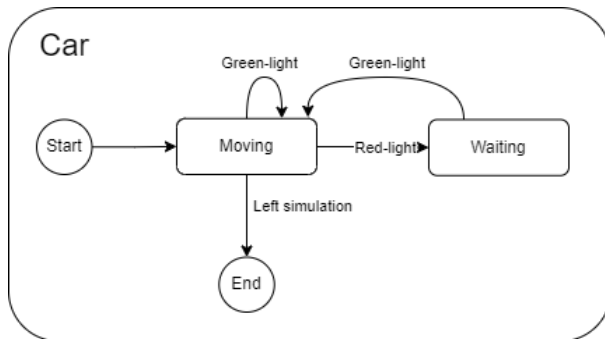 Car
Green-light
Green-light
Start
Moving
Red-light
Waiting
Left simulation
End